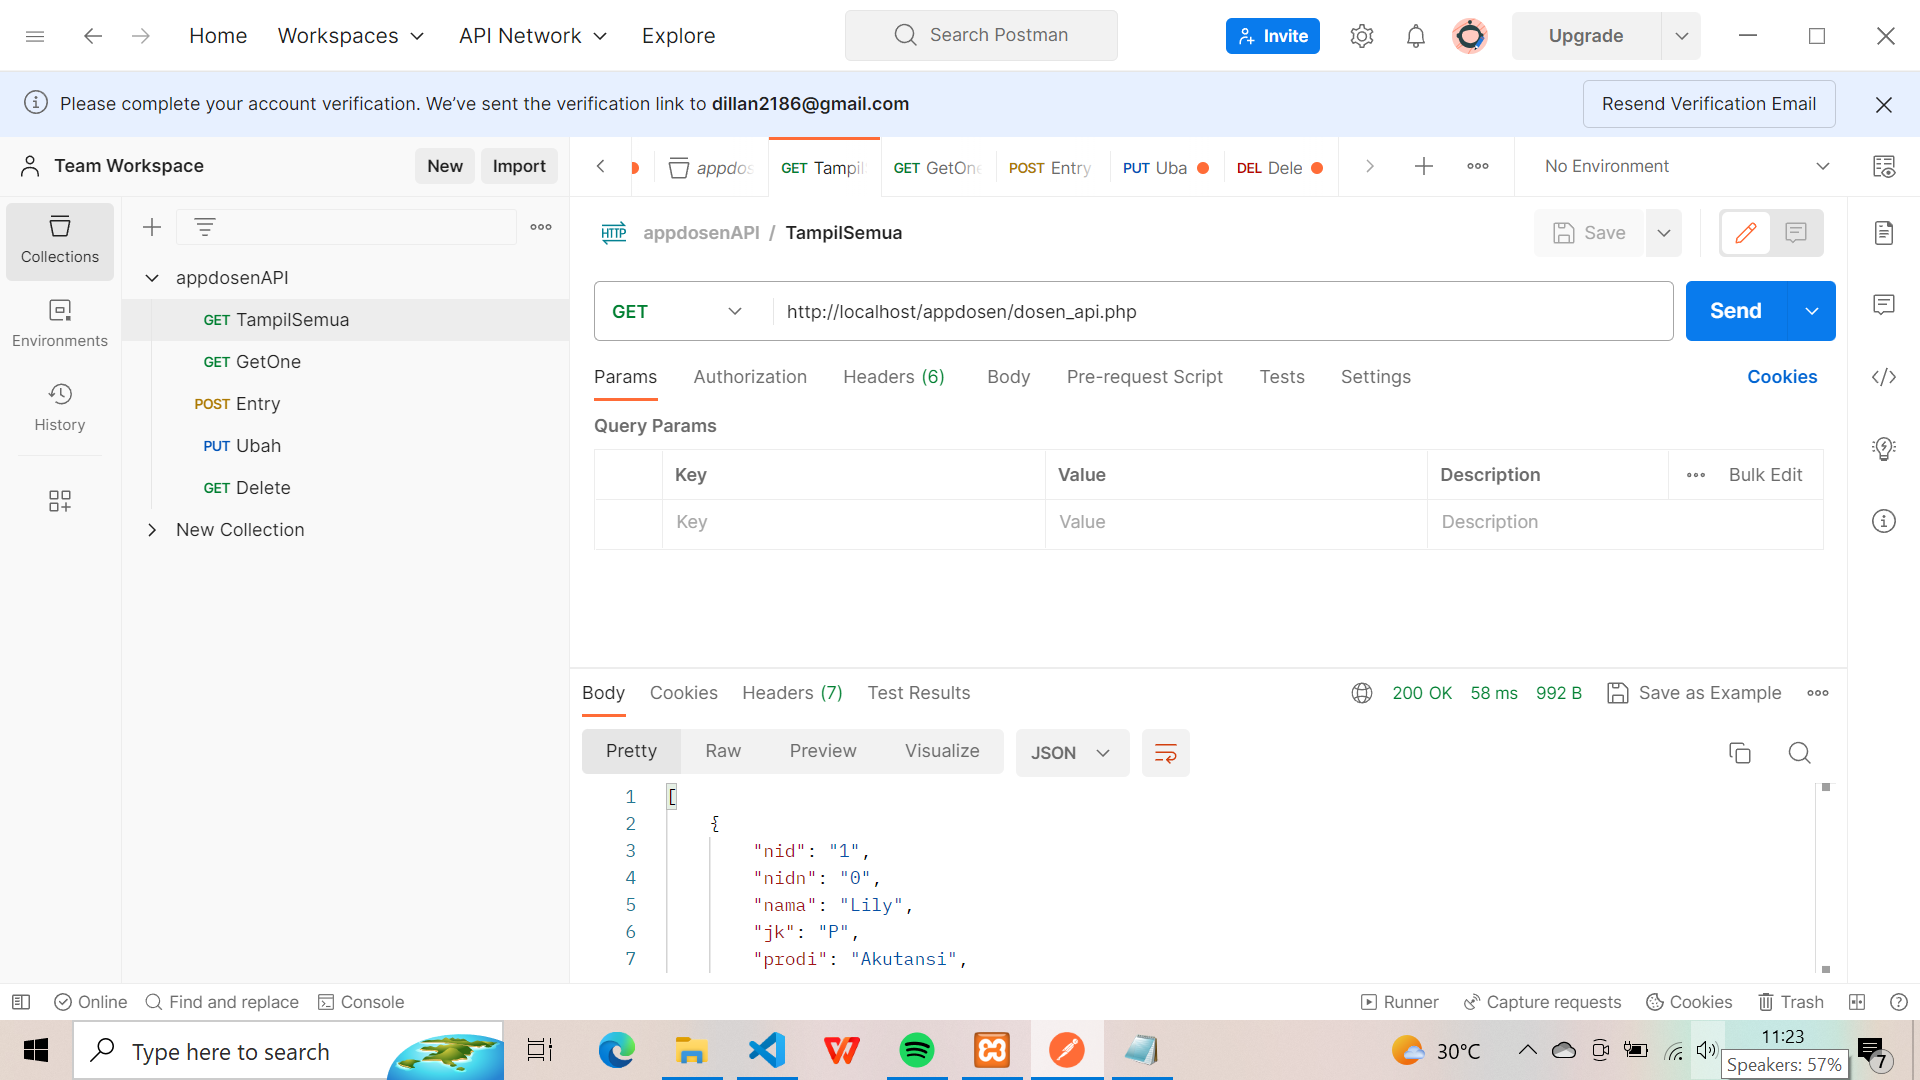 Home
Workspaces
API Network
Explore
Search Postman
Invite
Upgrade
Please complete your account verification. We’ve sent the verification link to dillan2186@gmail.com
Resend Verification Email
Team Workspace
New
Import
appdos
GET Tampil
GET GetOne
POST Entry
PUT Uba
DEL Dele
No Environment
Collections
Environments
History
appdosenAPI
GET TampilSemua
GET GetOne
POST Entry
PUT Ubah
GET Delete
New Collection
HTTP appdosenAPI / TampilSemua
Save
GET
http://localhost/appdosen/dosen_api.php
Send
Params
Authorization
Headers (6)
Body
Pre-request Script
Tests
Settings
Cookies
Query Params
Key
Value
Description
Bulk Edit
Key
Value
Description
Body
Cookies
Headers (7)
Test Results
200 OK
58 ms
992 B
Save as Example
Pretty
Raw
Preview
Visualize
JSON
1 [
2 {
3 "nid": "1",
4 "nidn": "0",
5 "nama": "Lily",
6 "jk": "P",
7 "prodi": "Akutansi",
Online
Find and replace
Console
Runner
Capture requests
Cookies
Trash
Type here to search
30°C
11:23
Speakers: 57%
7